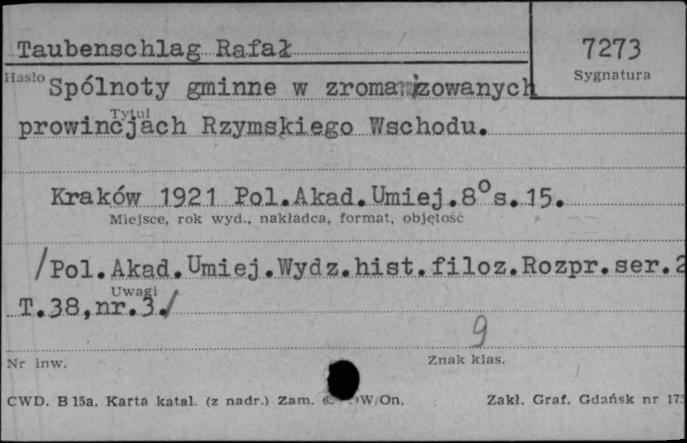 Taubenschlag Rafał
7273
Hasło
Sygnatura
Spólnoty gminne w zromanizowanych
Tytuł
prowincjach Rzymskiego Wschodu.
Kraków 1921 Pol.Akad.Umiej.8° s.15.
Miejsce, rok wyd., nakładca, format, objętość
/Pol.Akad.Umiej.Wydz.hist.filoz.Rozpr.ser.2
Uwagi
T.38,nr.3./
9
Nr inw.
Znak klas.
CWD. B 15a. Karta katal. (z nadr.) Zam. W/On.
Zakł. Graf. Gdańsk nr